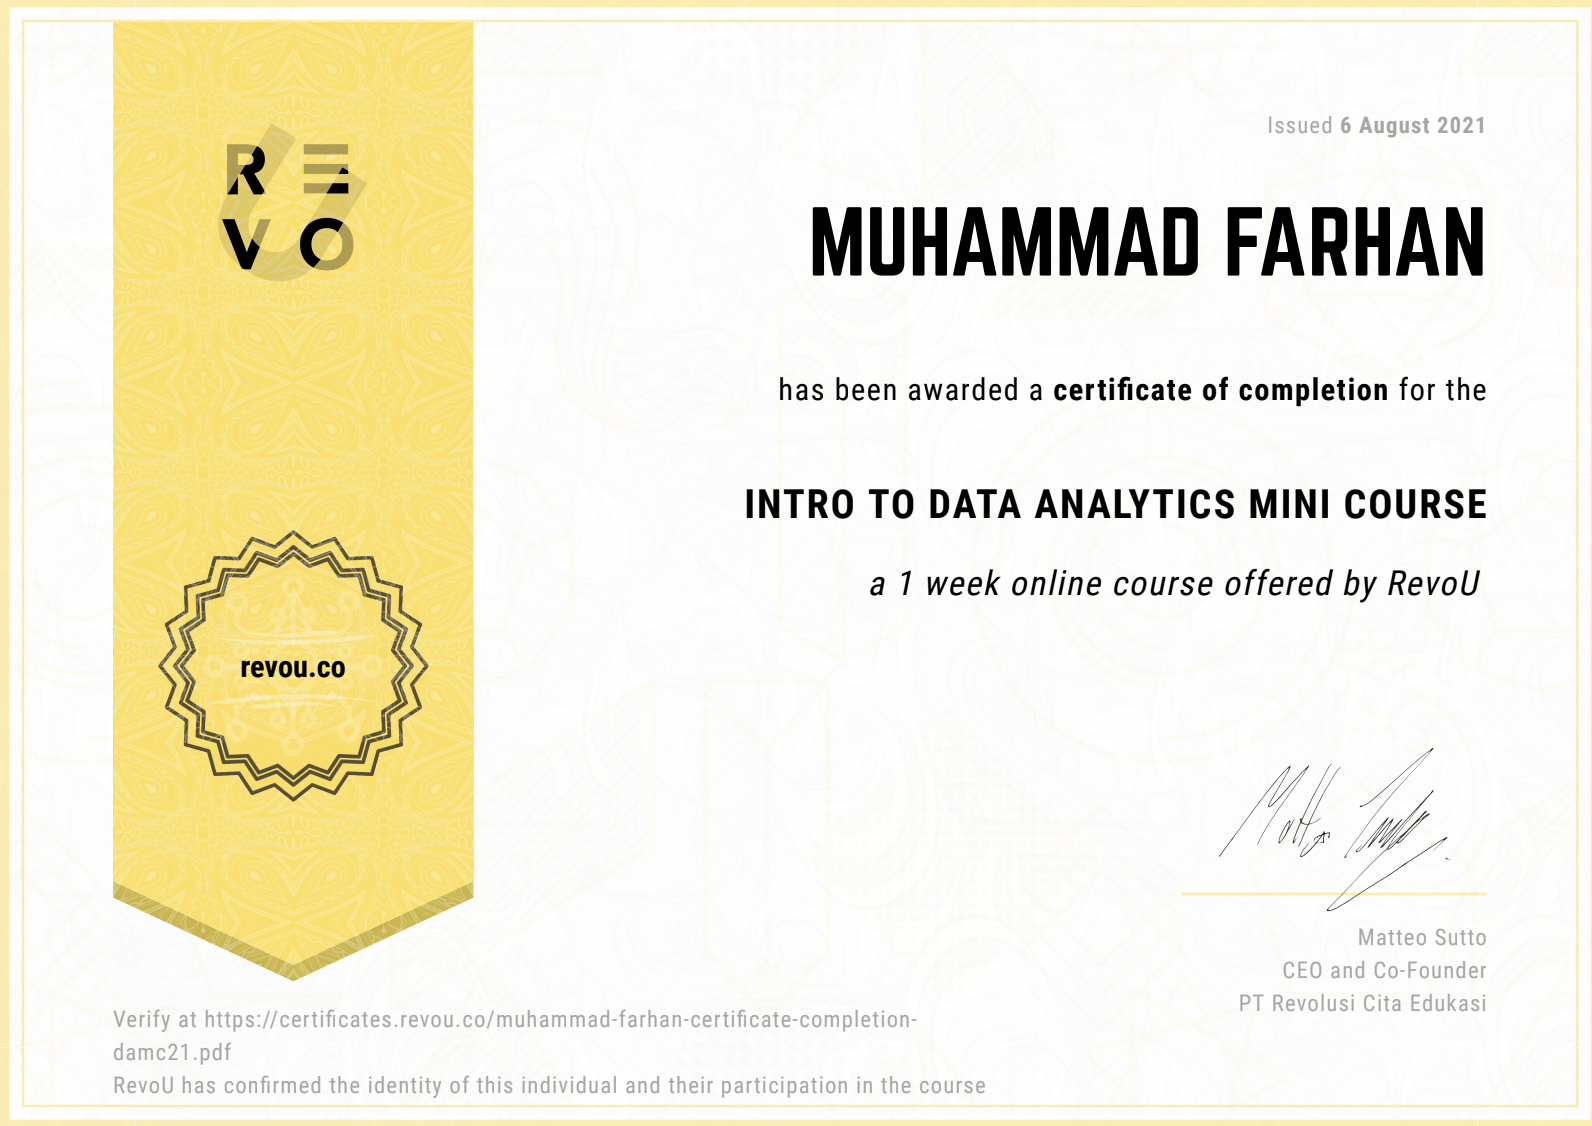 RE
VO
Issued 6 August 2021
MUHAMMAD FARHAN
has been awarded a certificate of completion for the
INTRO TO DATA ANALYTICS MINI COURSE
a 1 week online course offered by RevoU
revou.co
Matteo Sutto
CEO and Co-Founder
PT Revolusi Cita Edukasi
Verify at https://certificates.revou.co/muhammad-farhan-certificate-completion-
damc21.pdf
RevoU has confirmed the identity of this individual and their participation in the course